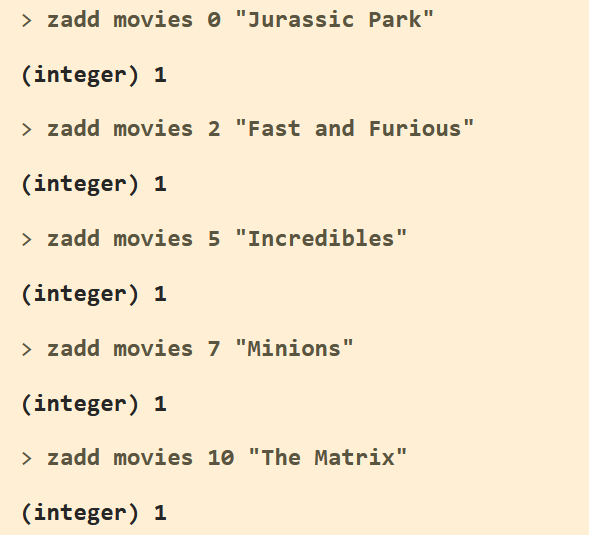 > zadd movies 0 "Jurassic Park"
(integer) 1
> zadd movies 2 "Fast and Furious"
(integer) 1
> zadd movies 5 "Incredibles"
(integer) 1
> zadd movies 7 "Minions"
(integer) 1
> zadd movies 10 "The Matrix"
(integer) 1